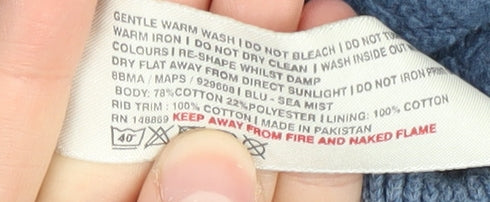 GENTLE WARM WASH | DO NOT BLEACH | DO NOT
WARM IRON | DO NOT DRY CLEAN | WASH INSIDE OUT
COLOURS | RE-SHAPE WHILST DAMP
DRY FLAT AWAY FROM DIRECT SUNLIGHT | DO NOT IRON
8BMA / MAPS / 929608 | BLU - SEA MIST
BODY: 78%COTTON 22%POLYESTER | LINING: 100% COTTON
RIB TRIM : 100% COTTON | MADE IN PAKISTAN
RN 146869 KEEP AWAY FROM FIRE AND NAKED FLAME
40°